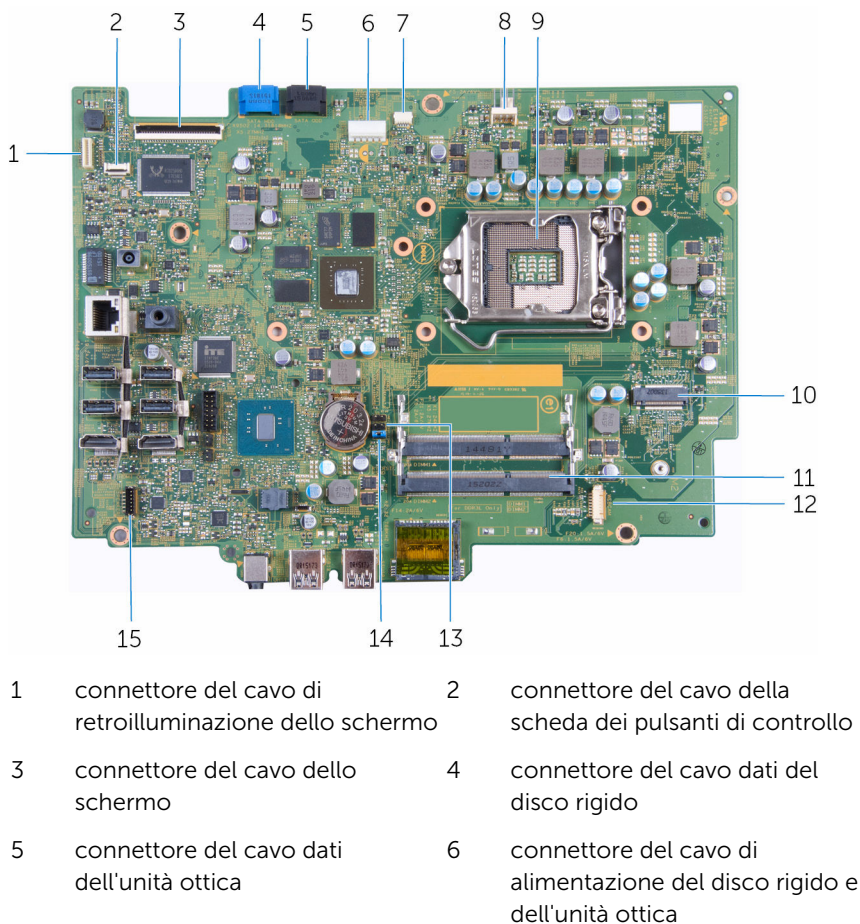 2 3 4 5 6 7 8 9
1
10
11
12
15 14 13
1 connettore del cavo di retroilluminazione dello schermo
2 connettore del cavo della scheda dei pulsanti di controllo
3 connettore del cavo dello schermo
4 connettore del cavo dati del disco rigido
5 connettore del cavo dati dell'unità ottica
6 connettore del cavo di alimentazione del disco rigido e dell'unità ottica